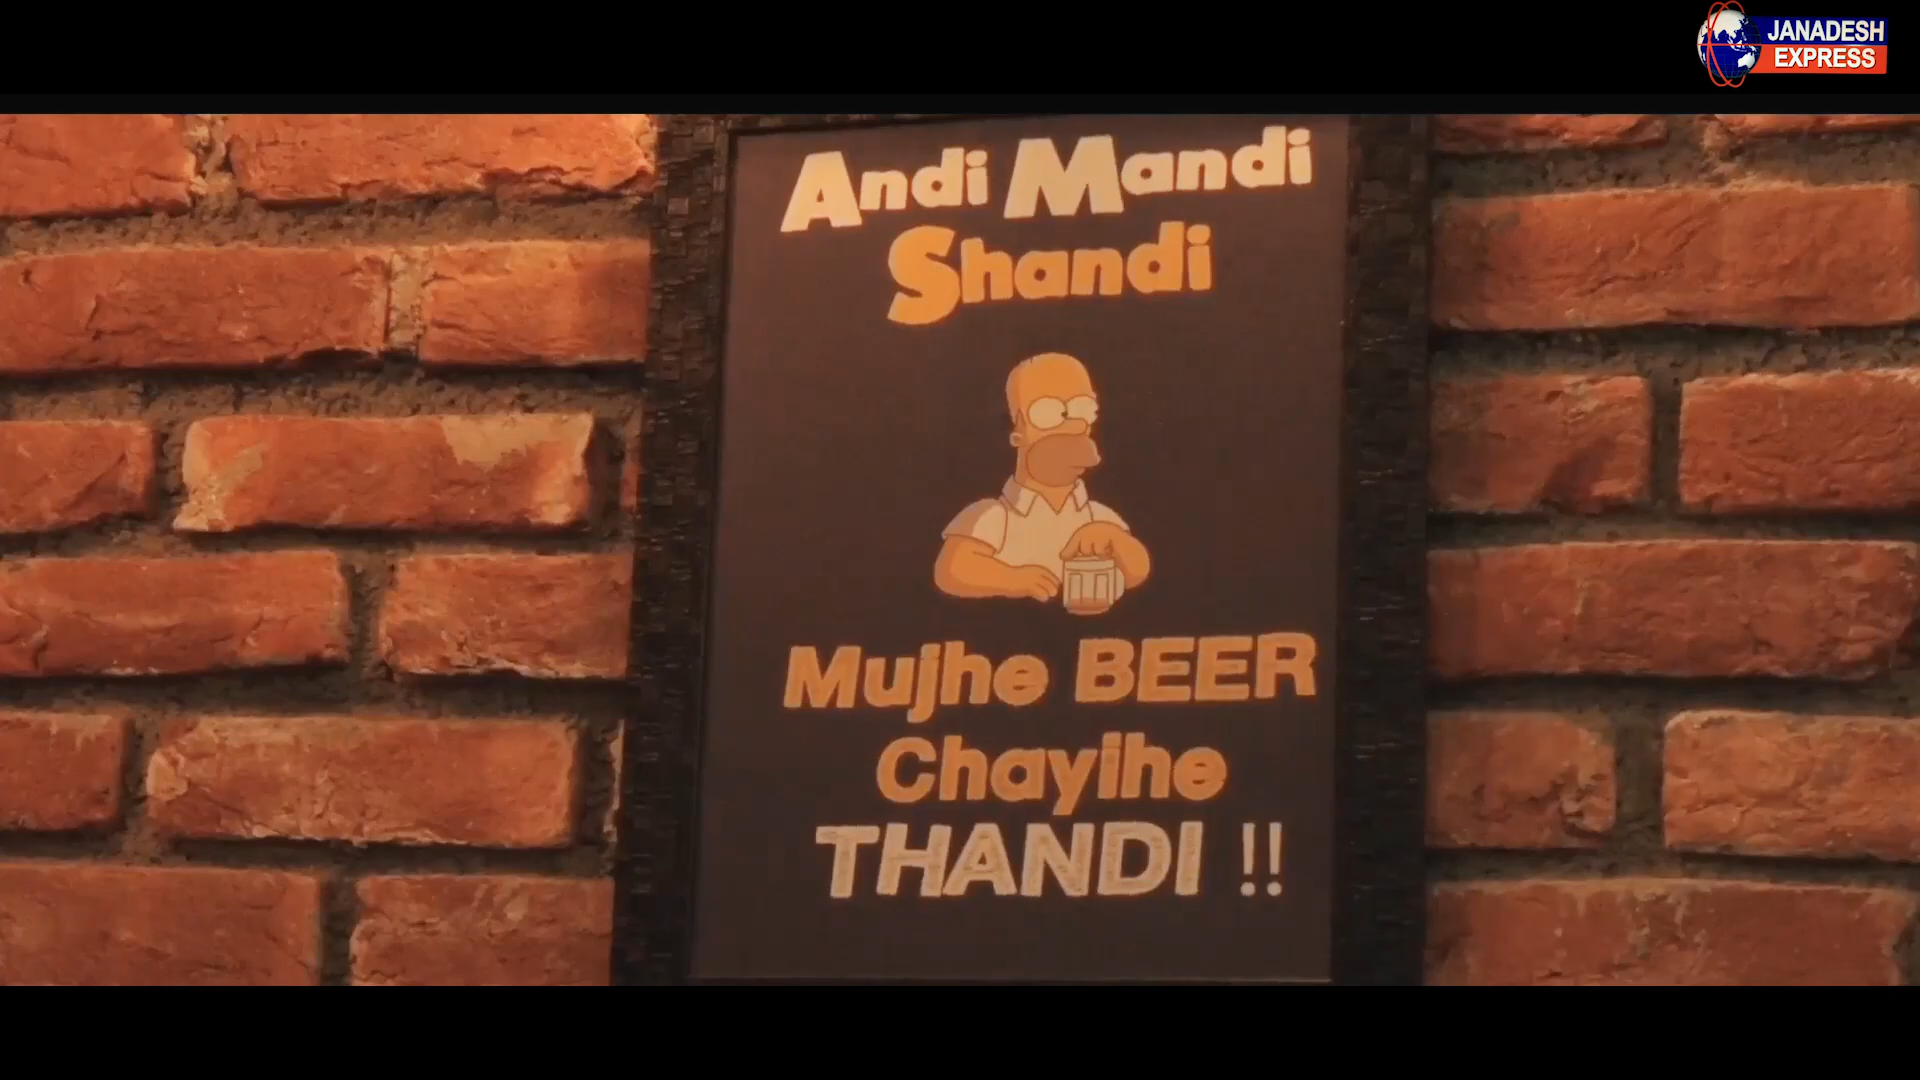 JANADESH
EXPRESS
Andi Mandi
Shandi
Mujhe BEER
Chayihe
THANDI !!